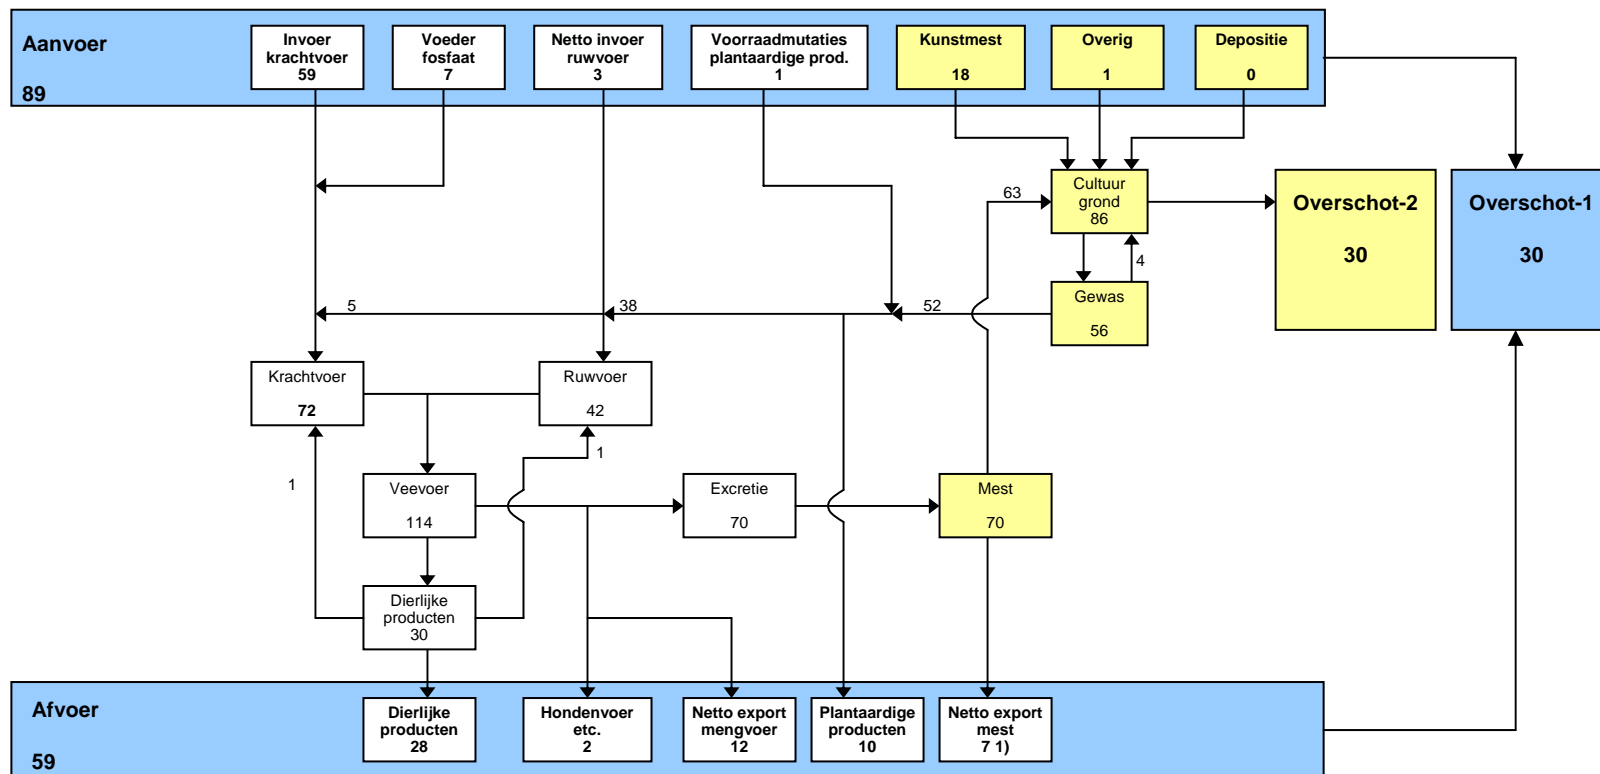 Aanvoer
89
Invoer
krachtvoer
59
Voeder
fosfaat
7
Netto invoer
ruwvoer
3
Voorraadmutaties
plantaardige prod.
1
Kunstmest
18
Overig
1
Depositie
0
63
Cultuur
grond
86
Overschot-2
30
Overschot-1
30
4
5
38
52
Gewas
56
Krachtvoer
72
Ruwvoer
42
1
1
Veevoer
114
Excretie
70
Mest
70
Dierlijke
producten
30
Afvoer
59
Dierlijke
producten
28
Hondenvoer
etc.
2
Netto export
mengvoer
12
Plantaardige
producten
10
Netto export
mest
7 1)